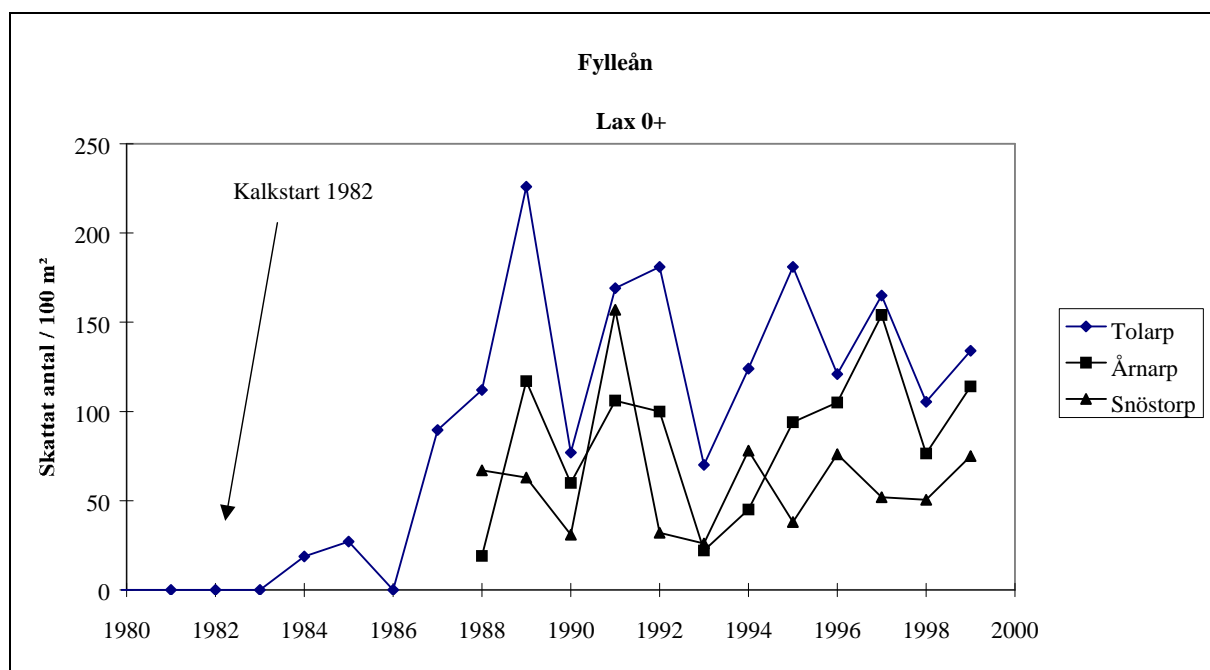 Fylleån
Lax 0+
Skattat antal / 100 m²
250
200
150
100
50
0
Kalkstart 1982
1980 1982 1984 1986 1988 1990 1992 1994 1996 1998 2000
Tolarp
Årnarp
Snöstorp